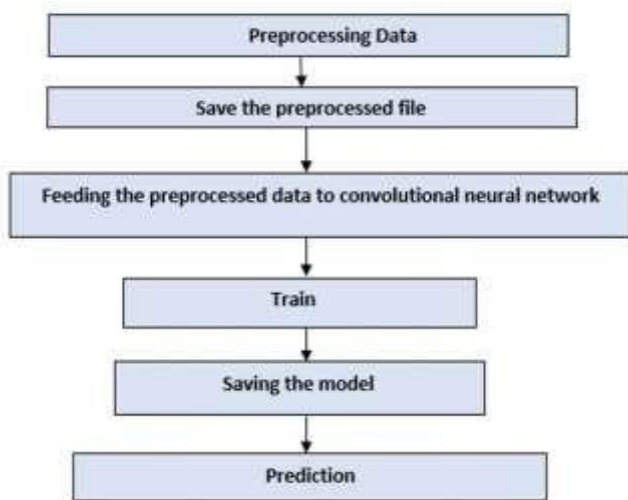 Preprocessing Data
Save the preprocessed file
Feeding the preprocessed data to convolutional neural network
Train
Saving the model
Prediction